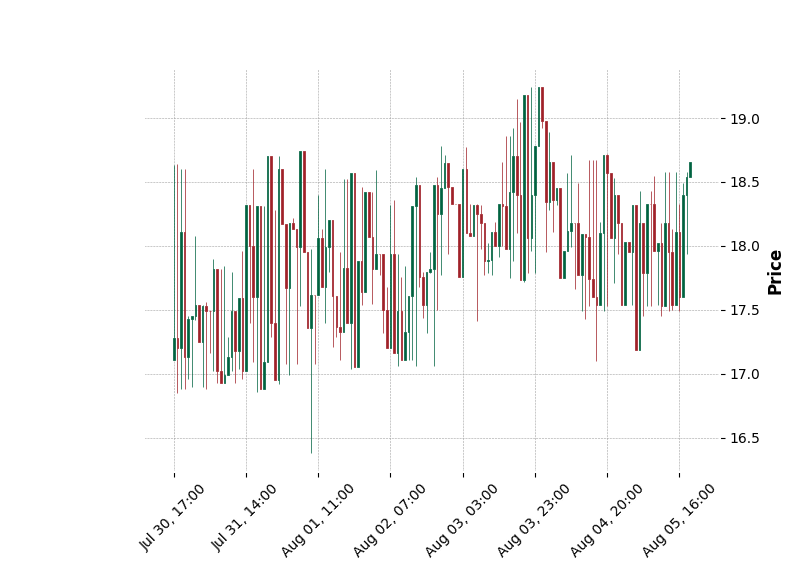 19.0
18.5
18.0
17.5
17.0
16.5
Price
Jul 30, 17:00
Jul 31, 14:00
Aug 01, 11:00
Aug 02, 07:00
Aug 03, 03:00
Aug 03, 23:00
Aug 04, 20:00
Aug 05, 16:00